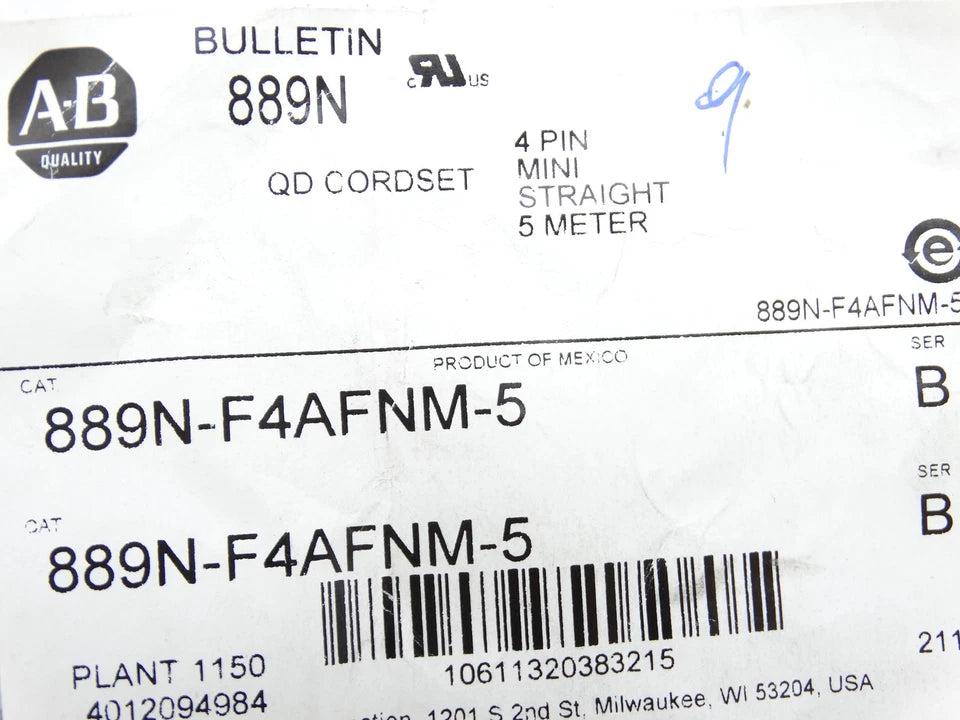 A-B
QUALITY
BULLETIN
889N
c RU US
QD CORDSET
4 PIN
MINI
STRAIGHT
5 METER
9
e
889N-F4AFNM-5
PRODUCT OF MEXICO
CAT
SER
889N-F4AFNM-5
B
CAT
SER
889N-F4AFNM-5
B
10611320383215
PLANT 1150
211
4012094984
1201 S 2nd St, Milwaukee, WI 53204, USA